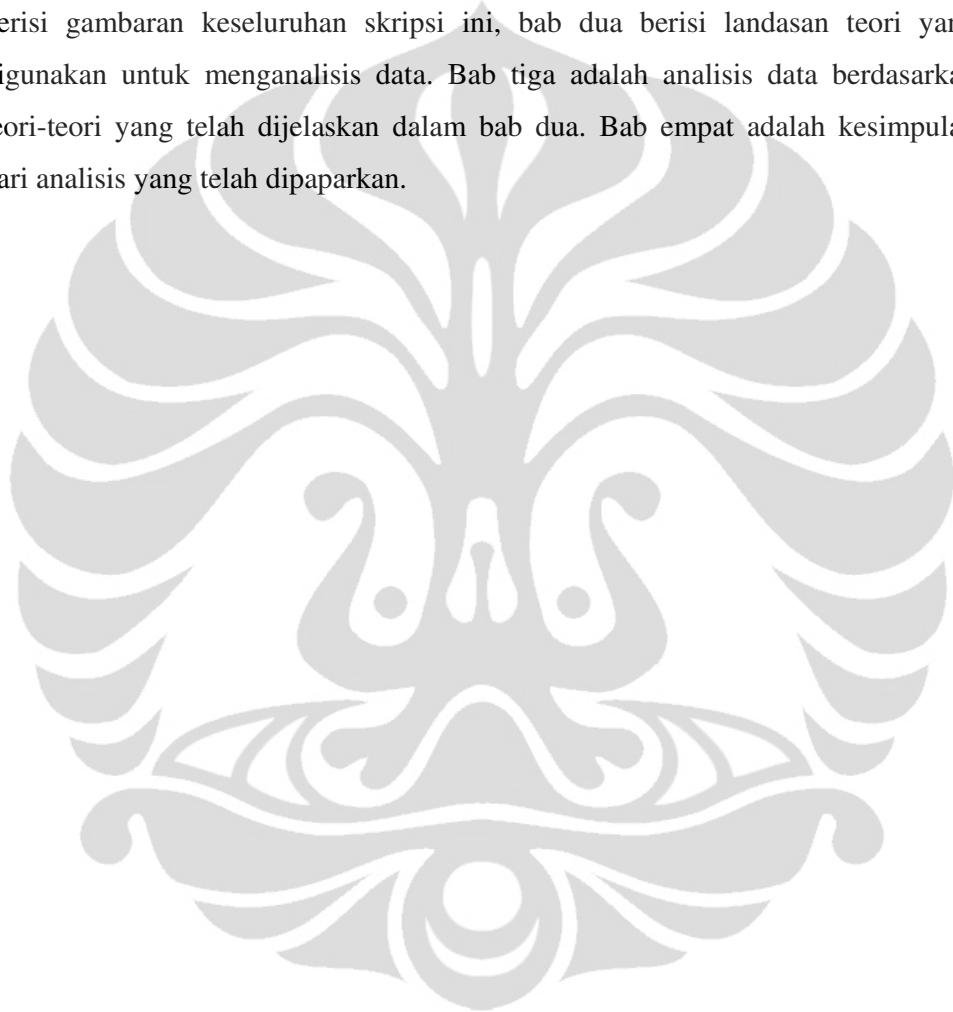 erisi gambaran keseluruhan skripsi ini, bab dua berisi landasan teori yan
igunakan untuk menganalisis data. Bab tiga adalah analisis data berdasarka
eori-teori yang telah dijelaskan dalam bab dua. Bab empat adalah kesimpula
ari analisis yang telah dipaparkan.